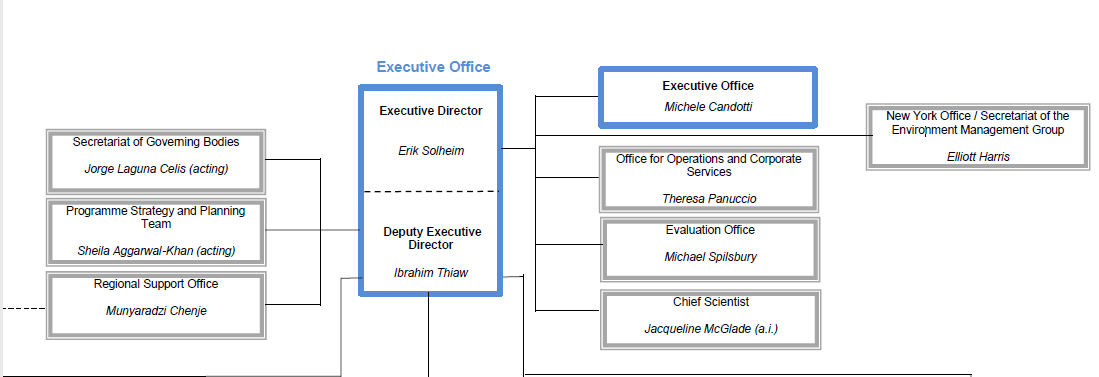 Executive Office
Executive Director
Erik Solheim
Deputy Executive
Director
Ibrahim Thiaw
Secretariat of Governing Bodies
Jorge Laguna Celis (acting)
Programme Strategy and Planning
Team
Sheila Aggarwal-Khan (acting)
Regional Support Office
Munyaradzi Chenje
Executive Office
Michele Candotti
New York Office / Secretariat of the
Environment Management Group
Elliott Harris
Office for Operations and Corporate
Services
Theresa Panuccio
Evaluation Office
Michael Spilsbury
Chief Scientist
Jacqueline McGlade (a.i.)